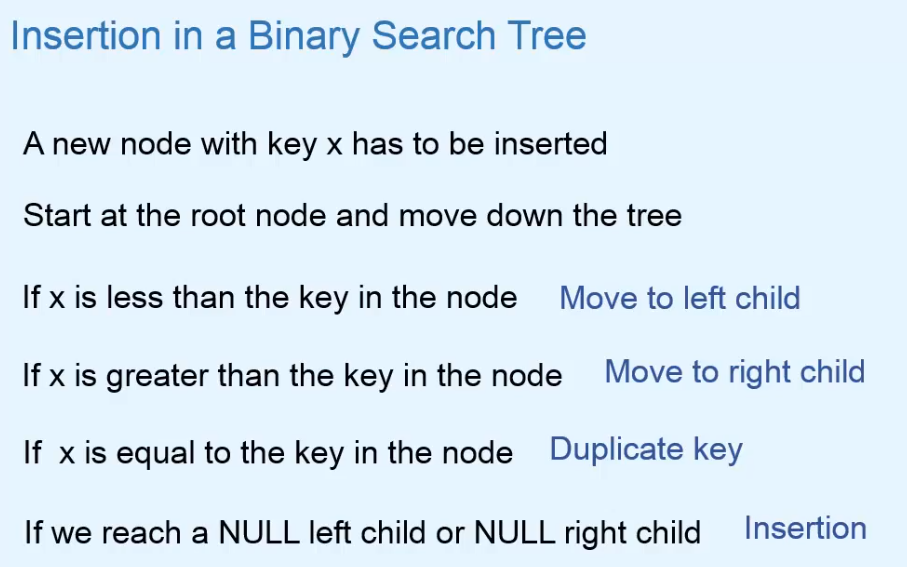 Insertion in a Binary Search Tree
A new node with key x has to be inserted
Start at the root node and move down the tree
If x is less than the key in the node Move to left child
If x is greater than the key in the node Move to right child
If x is equal to the key in the node Duplicate key
If we reach a NULL left child or NULL right child Insertion